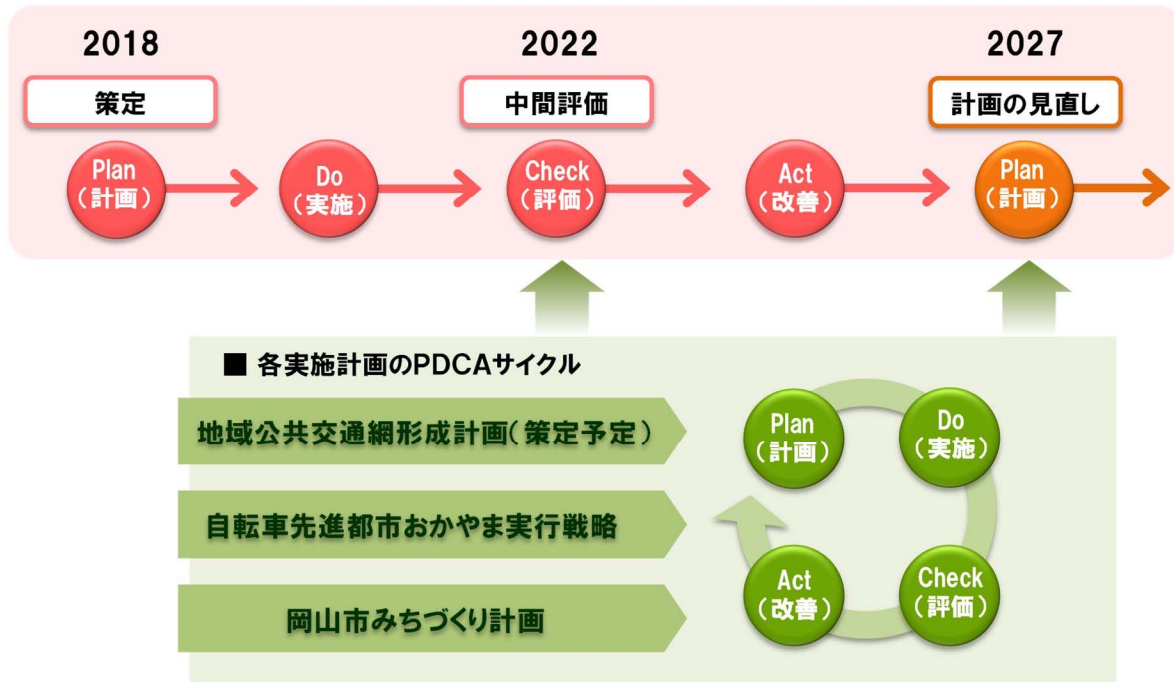 2018
2022
2027
策定
中間評価
計画の見直し
Plan
(計画)
Do
(実施)
Check
(評価)
Act
(改善)
Plan
(計画)
■ 各実施計画のPDCAサイクル
地域公共交通網形成計画(策定予定)
自転車先進都市おかやま実行戦略
岡山市みちづくり計画
Plan
(計画)
Do
(実施)
Act
(改善)
Check
(評価)